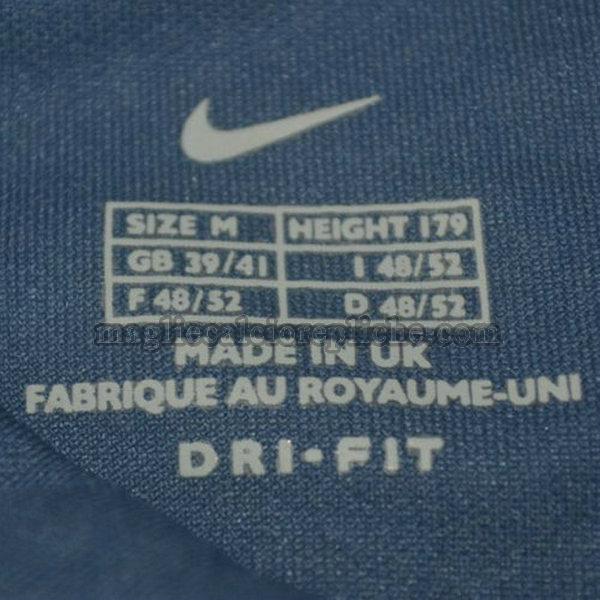 SIZE M HEIGHT 179
GB 39/41 I 48/52
F 48/52 D 48/52
magliecalciorepliche.com
MADE IN UK
FABRIQUE AU ROYAUME-UNI
DRI-FIT